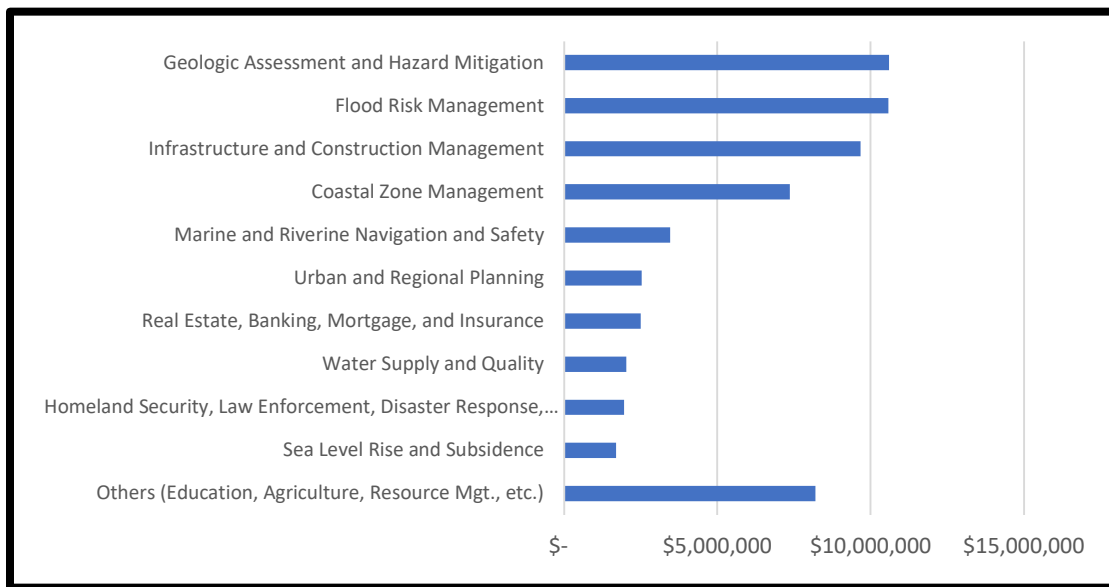 Geologic Assessment and Hazard Mitigation
Flood Risk Management
Infrastructure and Construction Management
Coastal Zone Management
Marine and Riverine Navigation and Safety
Urban and Regional Planning
Real Estate, Banking, Mortgage, and Insurance
Water Supply and Quality
Homeland Security, Law Enforcement, Disaster Response,...
Sea Level Rise and Subsidence
Others (Education, Agriculture, Resource Mgt., etc.)
$- $5,000,000 $10,000,000 $15,000,000